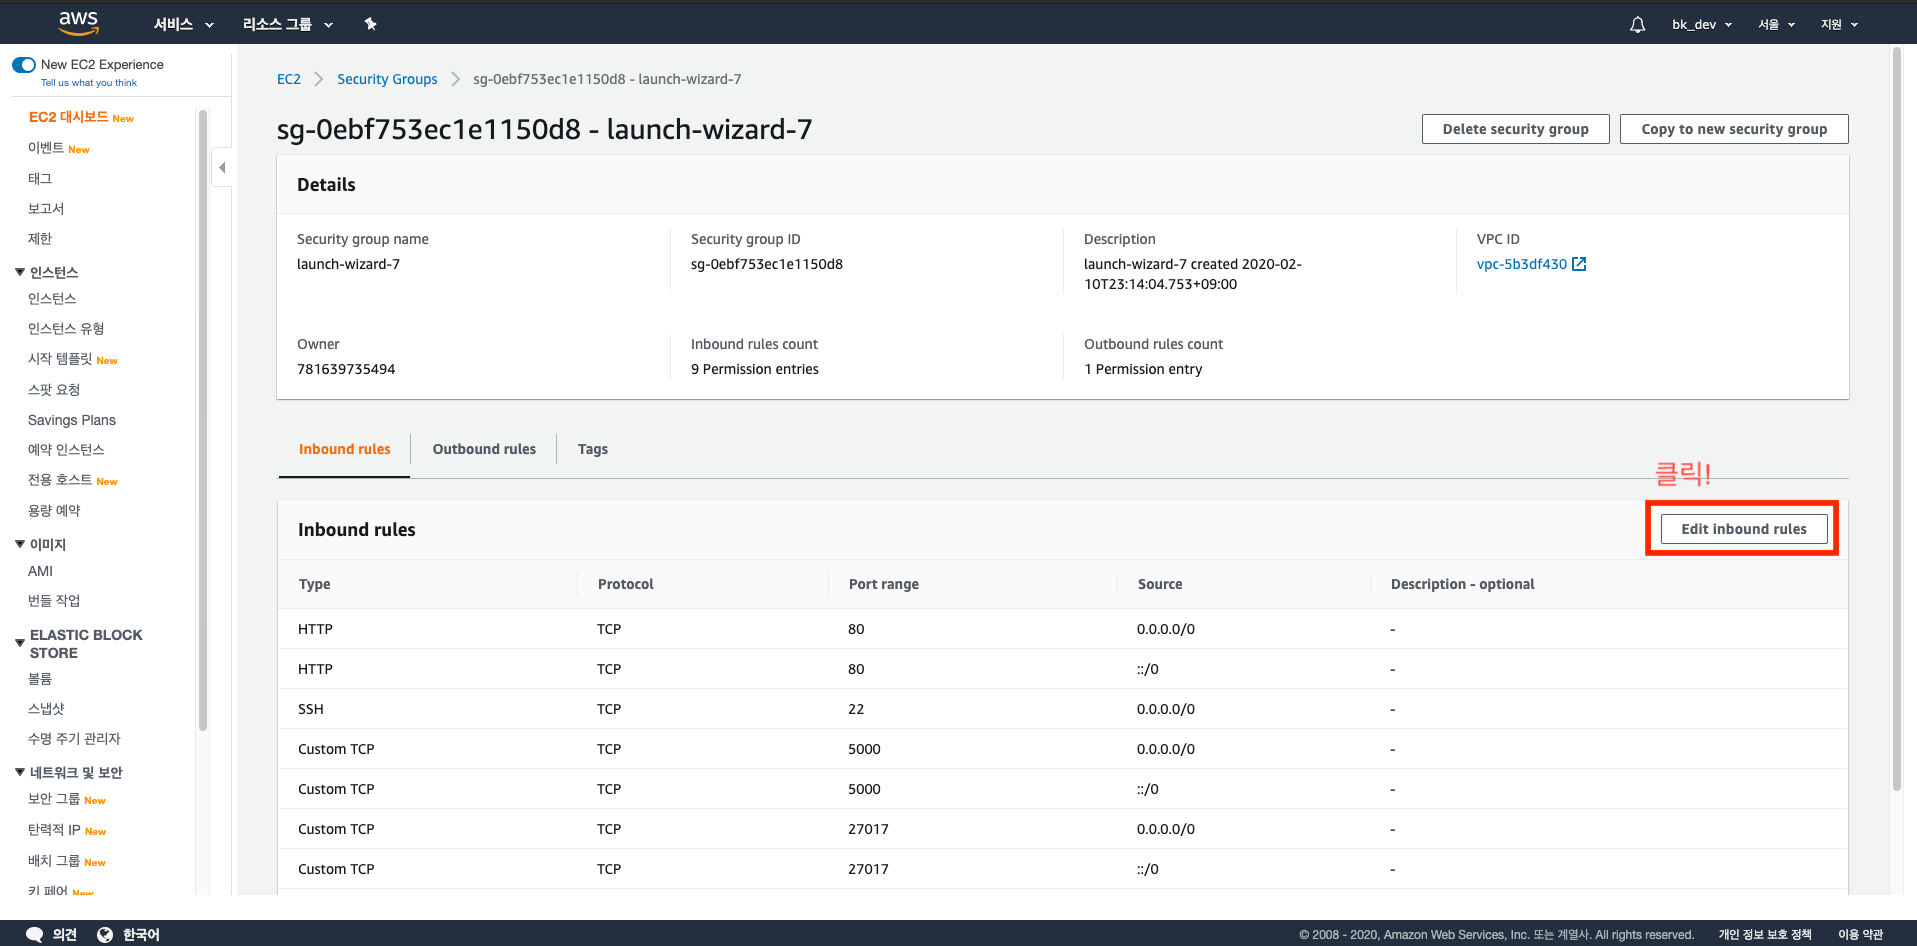 aws
서비스
리소스 그룹
bk_dev
서울
지원
New EC2 Experience
Tell us what you think
EC2 대시보드 New
이벤트 New
태그
보고서
제한
인스턴스
인스턴스
인스턴스 유형
시작 템플릿 New
스팟 요청
Savings Plans
예약 인스턴스
전용 호스트 New
용량 예약
이미지
AMI
번들 작업
ELASTIC BLOCK
STORE
볼륨
스냅샷
수명 주기 관리자
네트워크 및 보안
보안 그룹 New
탄력적 IP New
배치 그룹 New
키 페어 New
EC2
Security Groups
sg-0ebf753ec1e1150d8 - launch-wizard-7
sg-0ebf753ec1e1150d8 - launch-wizard-7
Delete security group
Copy to new security group
Details
Security group name
launch-wizard-7
Security group ID
sg-0ebf753ec1e1150d8
Description
launch-wizard-7 created 2020-02-
10T23:14:04.753+09:00
VPC ID
vpc-5b3df430
Owner
781639735494
Inbound rules count
9 Permission entries
Outbound rules count
1 Permission entry
Inbound rules
Outbound rules
Tags
클릭!
Inbound rules
Edit inbound rules
Type Protocol Port range Source Description - optional
HTTP TCP 80 0.0.0.0/0 -
HTTP TCP 80 ::/0 -
SSH TCP 22 0.0.0.0/0 -
Custom TCP TCP 5000 0.0.0.0/0 -
Custom TCP TCP 5000 ::/0 -
Custom TCP TCP 27017 0.0.0.0/0 -
Custom TCP TCP 27017 ::/0 -
의견
한국어
© 2008 - 2020, Amazon Web Services, Inc. 또는 계열사. All rights reserved.
개인 정보 보호 정책
이용 약관